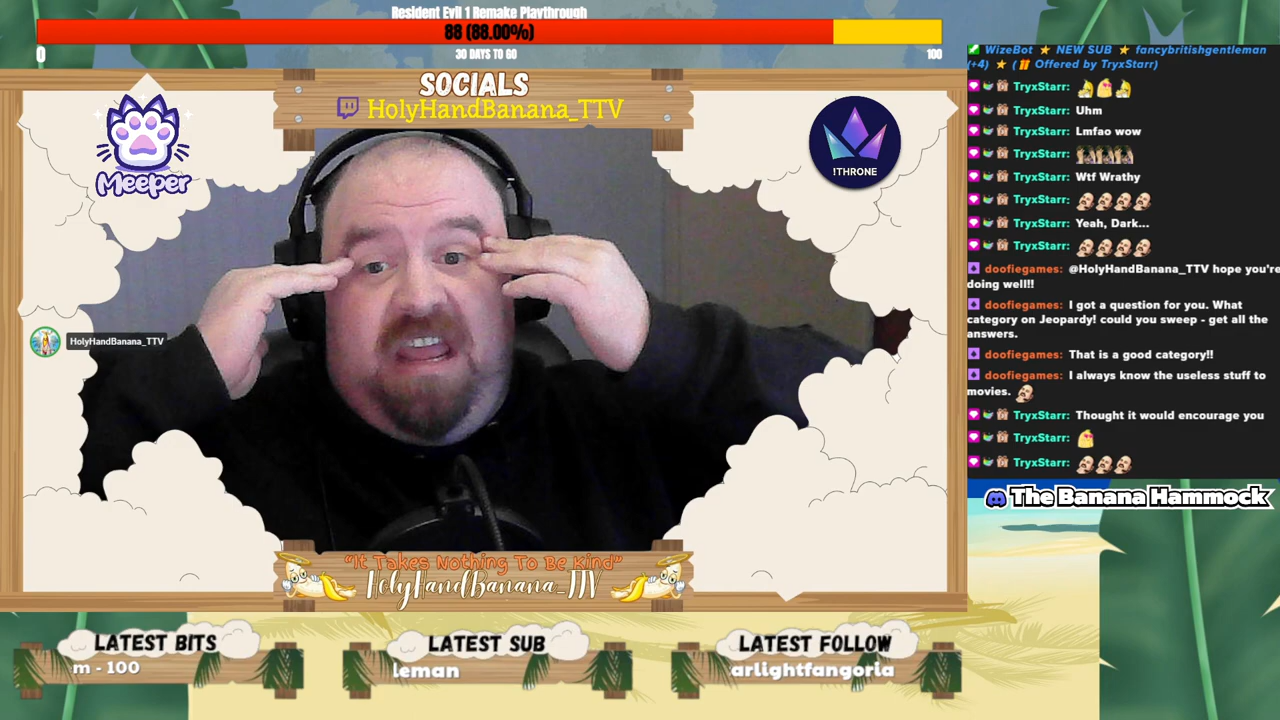 Resident Evil 1 Remake Playthrough
88 (88.00%)
0
30 DAYS TO GO
100
SOCIALS
HolyHandBanana_TTV
Meeper
!THRONE
HolyHandBanana_TTV
"It Takes Nothing To Be Kind"
HolyHandBanana_TTV
WizeBot ★ NEW SUB ★ fancybritishgentleman
(+4) ★ ( Offered by TryxStarr)
TryxStarr:
TryxStarr: Uhm
TryxStarr: Lmfao wow
TryxStarr:
TryxStarr: Wtf Wrathy
TryxStarr:
TryxStarr: Yeah, Dark...
TryxStarr:
doofiegames: @HolyHandBanana_TTV hope you're
doing well!!
doofiegames: I got a question for you. What
category on Jeopardy! could you sweep - get all the
answers.
doofiegames: That is a good category!!
doofiegames: I always know the useless stuff to
movies.
TryxStarr: Thought it would encourage you
TryxStarr:
TryxStarr:
The Banana Hammock
LATEST BITS
m - 100
LATEST SUB
leman
LATEST FOLLOW
arlightfangoria